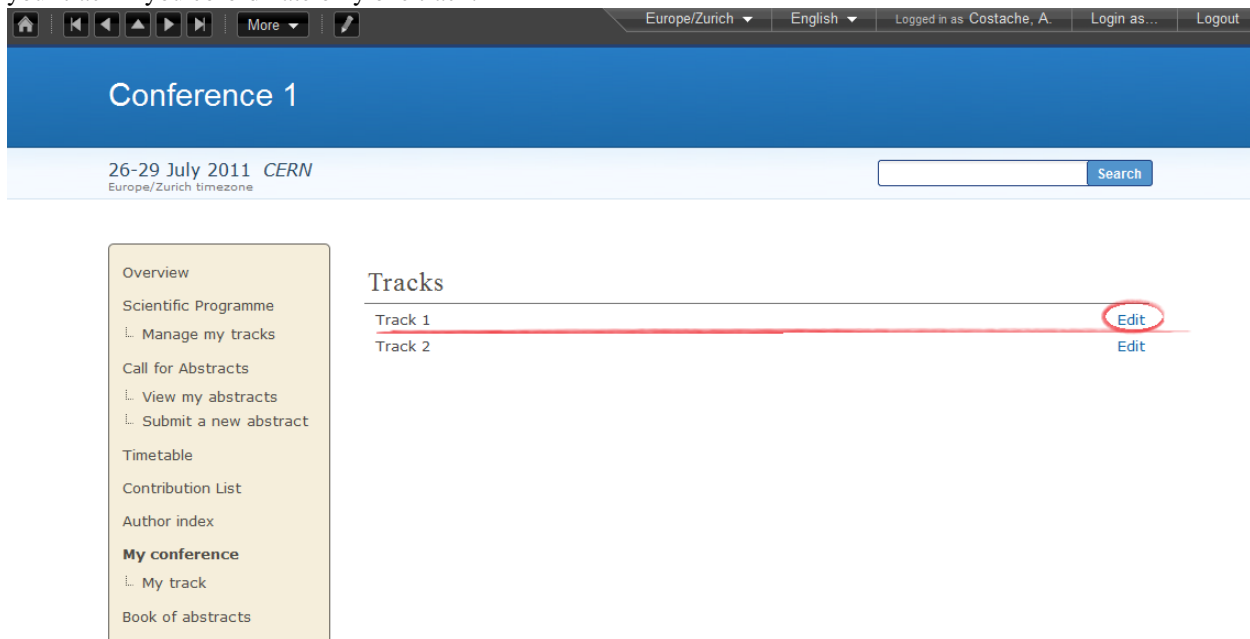 More
Europe/Zurich
English
Logged in as Costache, A.
Login as...
Logout
Conference 1
26-29 July 2011 CERN
Europe/Zurich timezone
Search
Overview
Scientific Programme
Manage my tracks
Call for Abstracts
View my abstracts
Submit a new abstract
Timetable
Contribution List
Author index
My conference
My track
Book of abstracts
Tracks
Track 1 Edit
Track 2 Edit